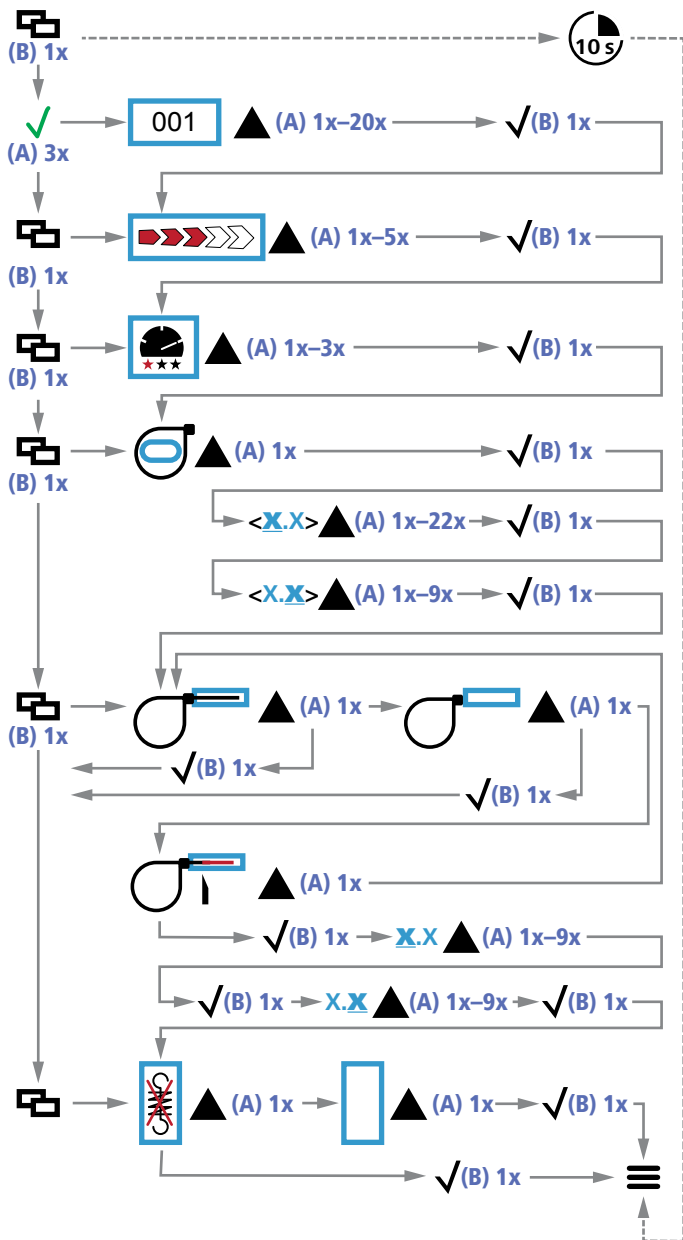 (B) 1x
10 s
(A) 3x
001 (A) 1x–20x (B) 1x
(B) 1x
(A) 1x–5x (B) 1x
(B) 1x
(A) 1x–3x (B) 1x
(B) 1x
(A) 1x (B) 1x
<X.X> (A) 1x–22x (B) 1x
<X.X> (A) 1x–9x (B) 1x
(B) 1x
(A) 1x (A) 1x
(B) 1x
(B) 1x
(A) 1x
(B) 1x X.X (A) 1x–9x
(B) 1x X.X (A) 1x–9x (B) 1x
(A) 1x (A) 1x (B) 1x
(B) 1x